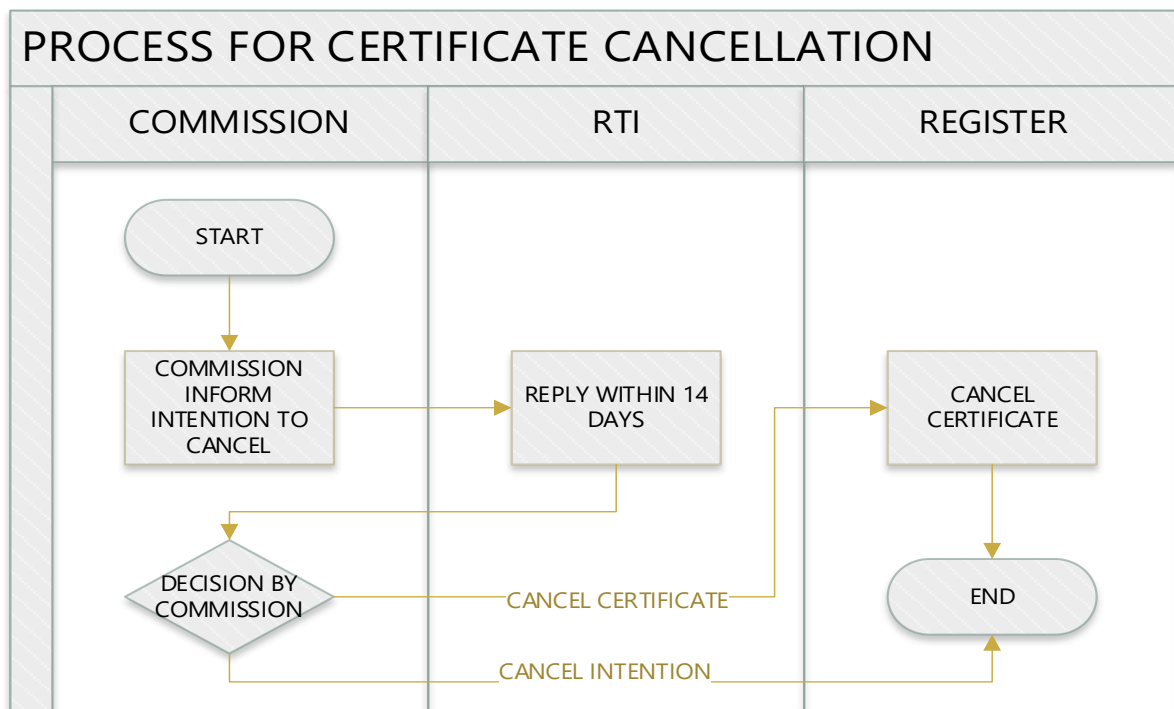 PROCESS FOR CERTIFICATE CANCELLATION
COMMISSION
RTI
REGISTER
START
COMMISSION
INFORM
INTENTION TO
CANCEL
REPLY WITHIN 14
DAYS
CANCEL
CERTIFICATE
DECISION BY
COMMISSION
CANCEL CERTIFICATE
END
CANCEL INTENTION